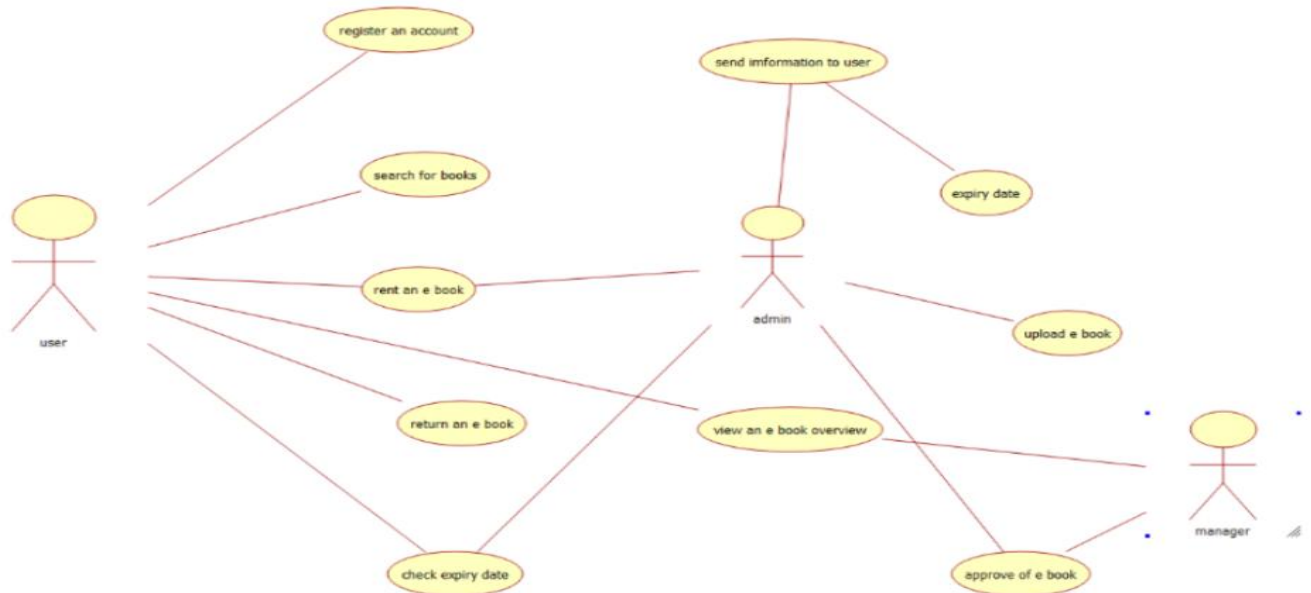 register an account
send imformation to user
search for books
expiry date
rent an e book
admin
upload e book
user
return an e book
view an e book overview
manager
check expiry date
approve of e book